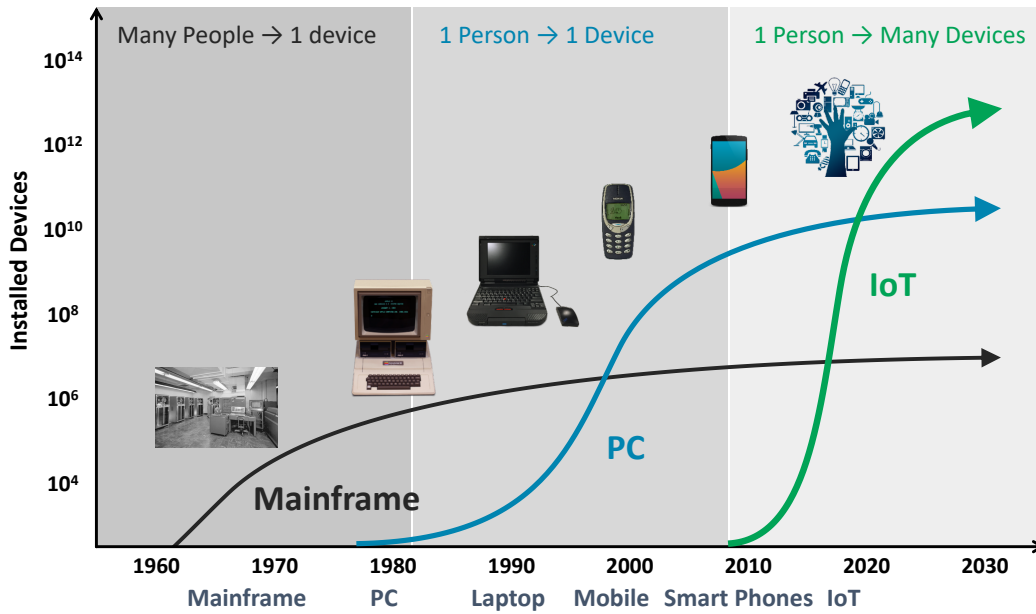 Many People → 1 device
1 Person → 1 Device
1 Person → Many Devices
Installed Devices
10¹⁴
10¹²
10¹⁰
10⁸
10⁶
10⁴
IoT
PC
Mainframe
1960 1970 1980 1990 2000 2010 2020 2030
Mainframe PC Laptop Mobile Smart Phones IoT